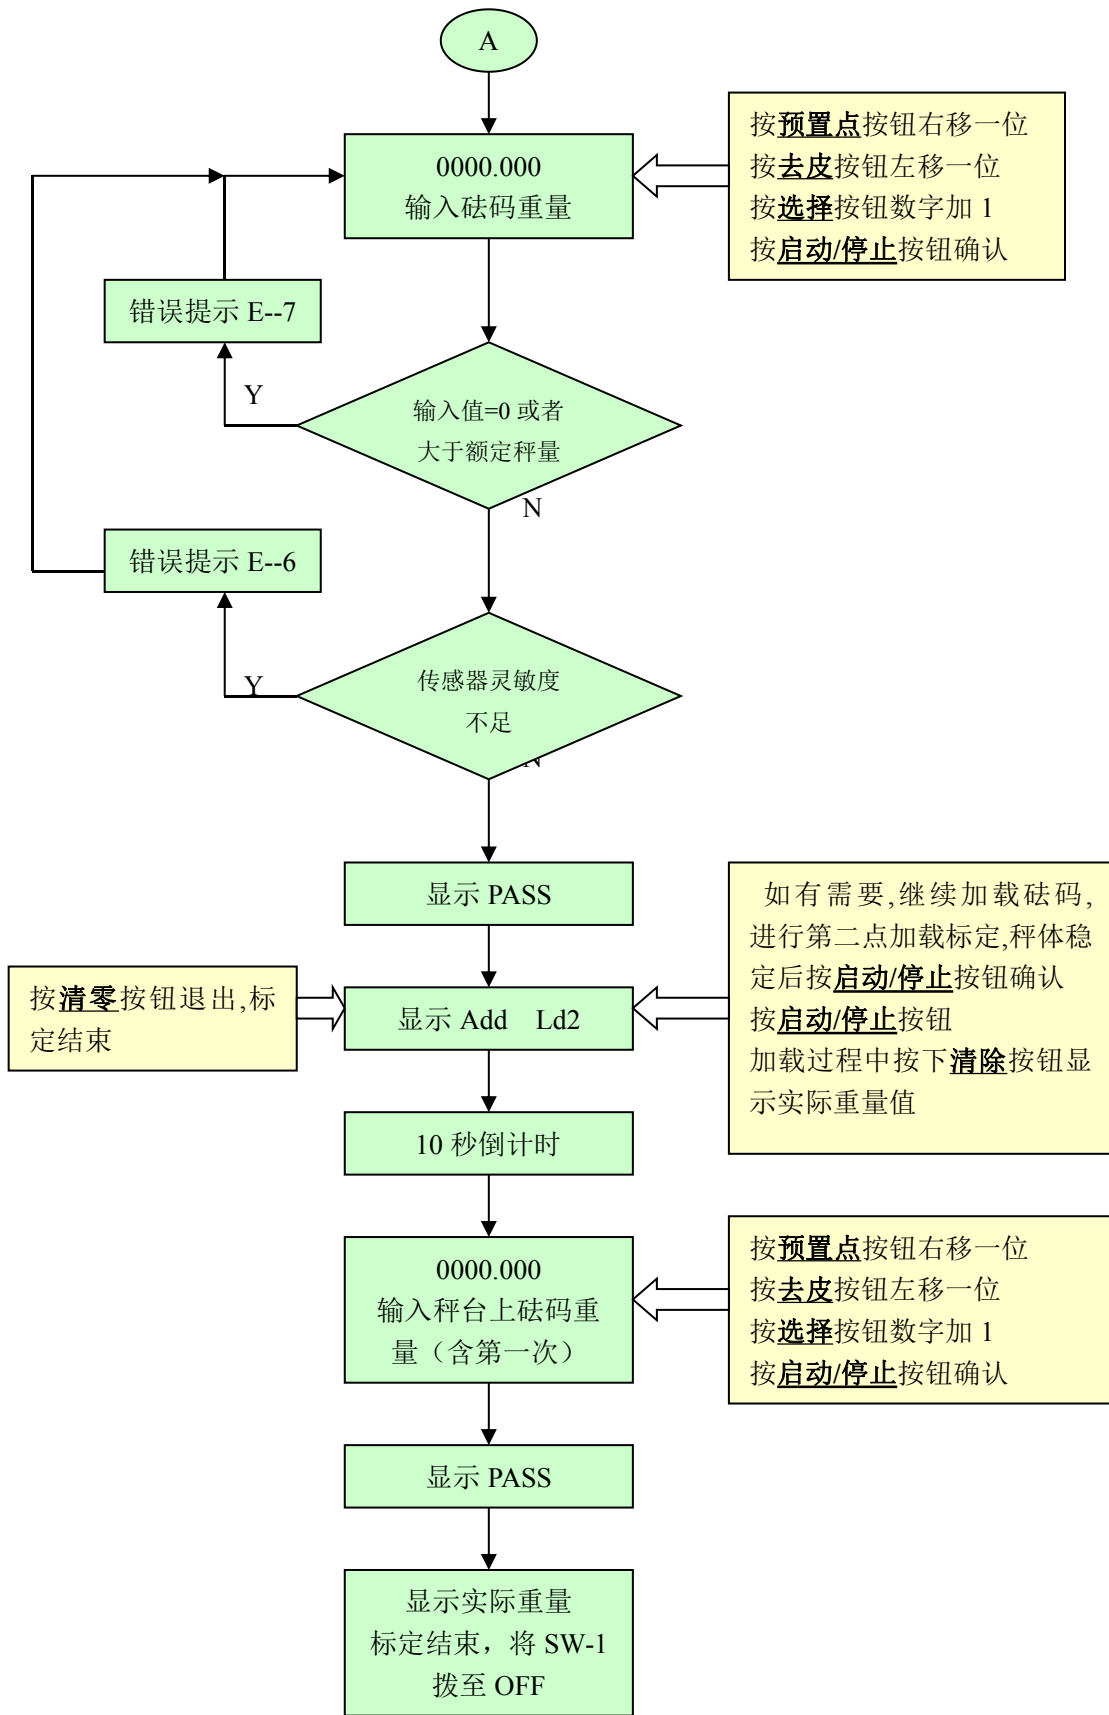 A
0000.000
输入砝码重量
按预置点按钮右移一位
按去皮按钮左移一位
按选择按钮数字加 1
按启动/停止按钮确认
错误提示 E--7
Y
输入值=0 或者
大于额定秤量
N
错误提示 E--6
Y
传感器灵敏度
不足
N
显示 PASS
如有需要,继续加载砝码,
进行第二点加载标定,秤体稳
定后按启动/停止按钮确认
按启动/停止按钮
加载过程中按下清除按钮显
示实际重量值
按清零按钮退出,标
定结束
显示 Add Ld2
10 秒倒计时
0000.000
输入秤台上砝码重
量（含第一次）
按预置点按钮右移一位
按去皮按钮左移一位
按选择按钮数字加 1
按启动/停止按钮确认
显示 PASS
显示实际重量
标定结束，将 SW-1
拨至 OFF